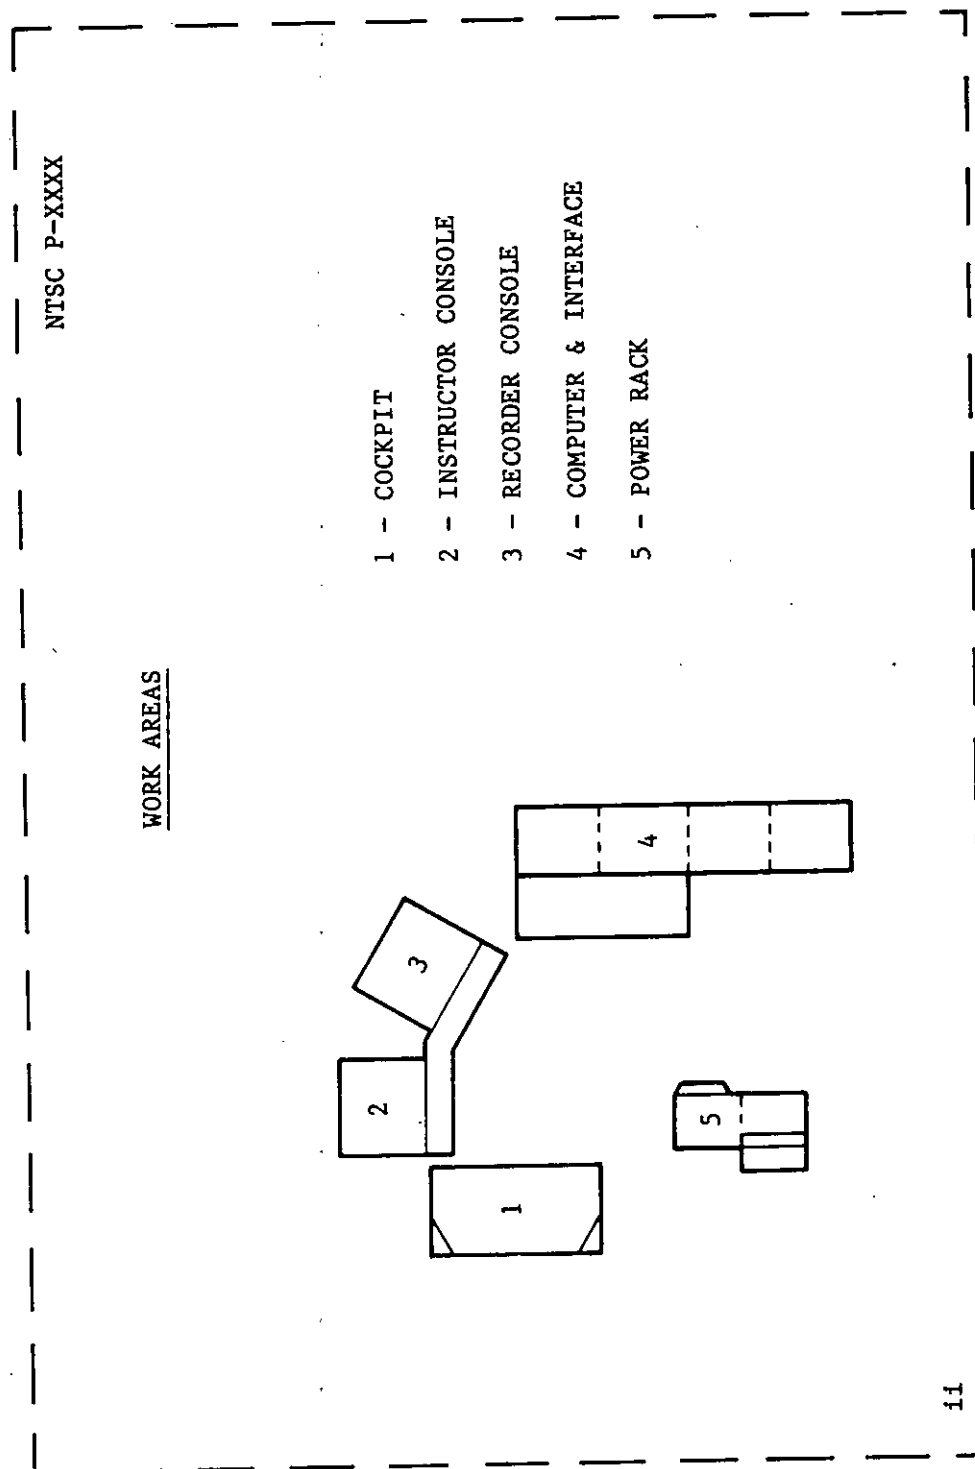 NTSC P-XXXX
WORK AREAS
1 - COCKPIT
2 - INSTRUCTOR CONSOLE
3 - RECORDER CONSOLE
4 - COMPUTER & INTERFACE
5 - POWER RACK
1
2
3
4
5
ii